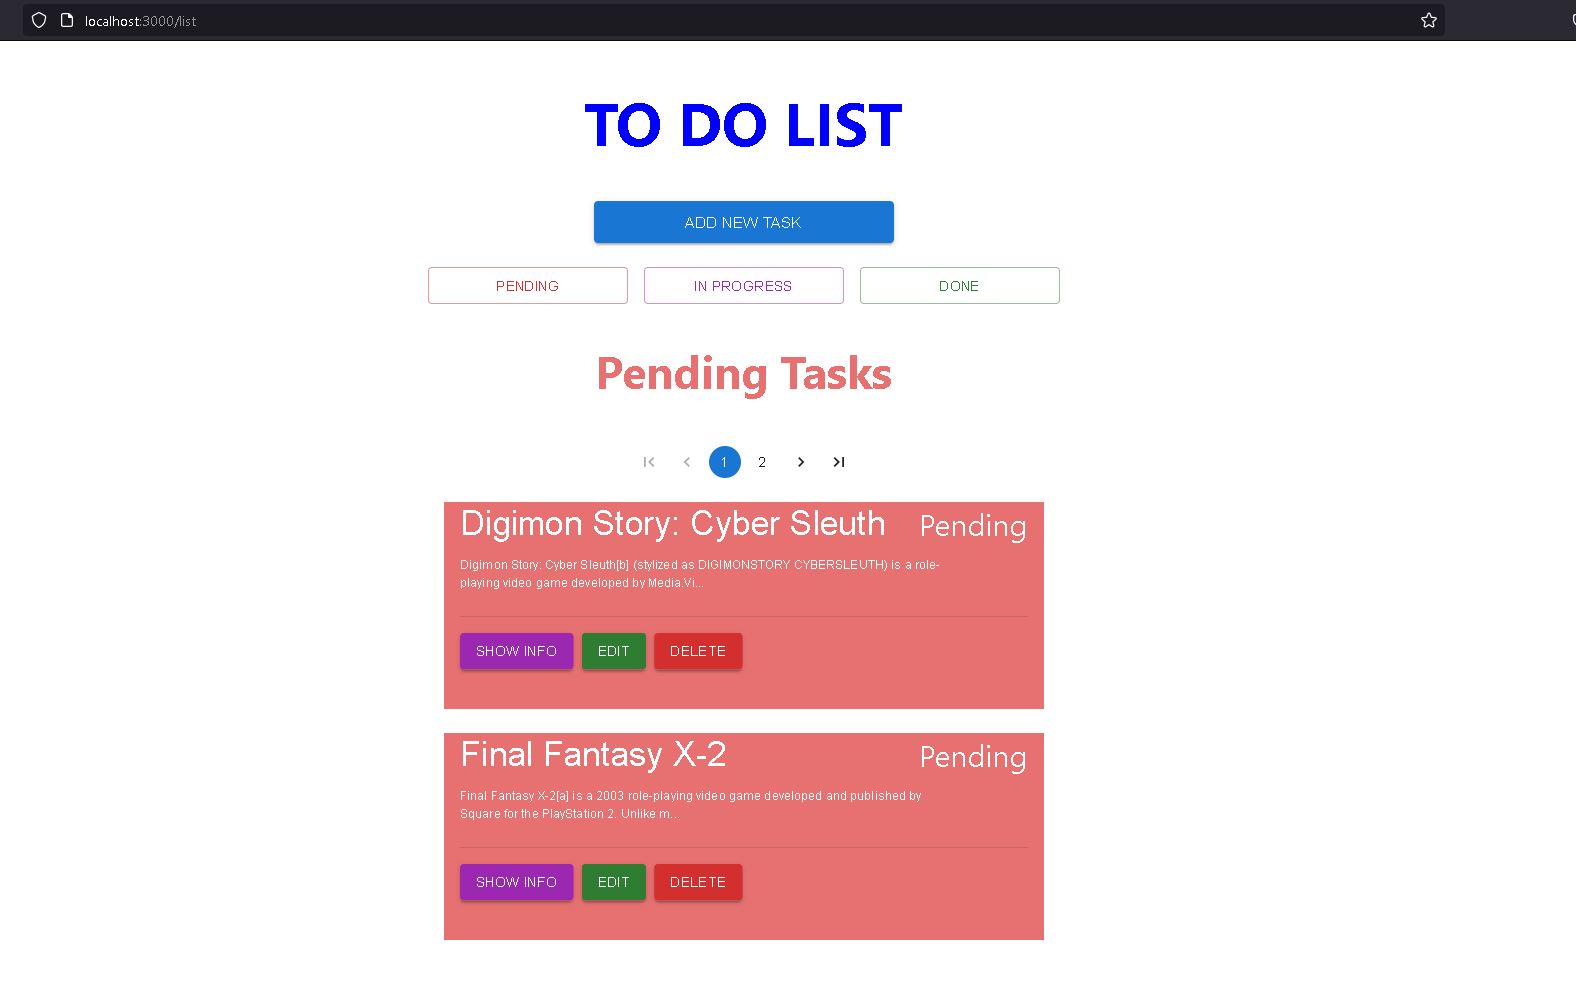 localhost:3000/list
TO DO LIST
ADD NEW TASK
PENDING IN PROGRESS DONE
Pending Tasks
1 2
Digimon Story: Cyber Sleuth Pending
Digimon Story: Cyber Sleuth[b] (stylized as DIGIMONSTORY CYBERSLEUTH) is a role-
playing video game developed by Media.Vi...
SHOW INFO EDIT DELETE
Final Fantasy X-2 Pending
Final Fantasy X-2[a] is a 2003 role-playing video game developed and published by
Square for the PlayStation 2. Unlike m...
SHOW INFO EDIT DELETE